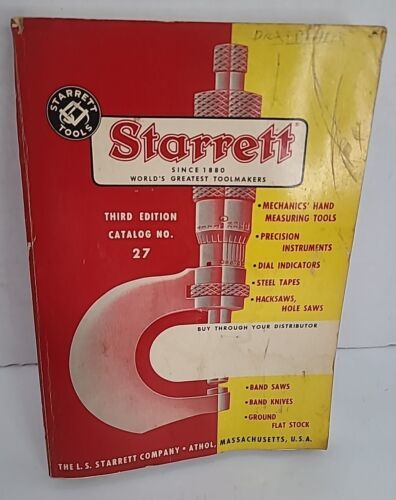 STARRETT
TOOLS
Starrett®
SINCE 1880
WORLD'S GREATEST TOOLMAKERS
THIRD EDITION
CATALOG NO.
27
• MECHANICS' HAND
MEASURING TOOLS
• PRECISION
INSTRUMENTS
• DIAL INDICATORS
• STEEL TAPES
• HACKSAWS,
HOLE SAWS
BUY THROUGH YOUR DISTRIBUTOR
• BAND SAWS
• BAND KNIVES
• GROUND
FLAT STOCK
THE L.S. STARRETT COMPANY • ATHOL, MASSACHUSETTS, U.S.A.